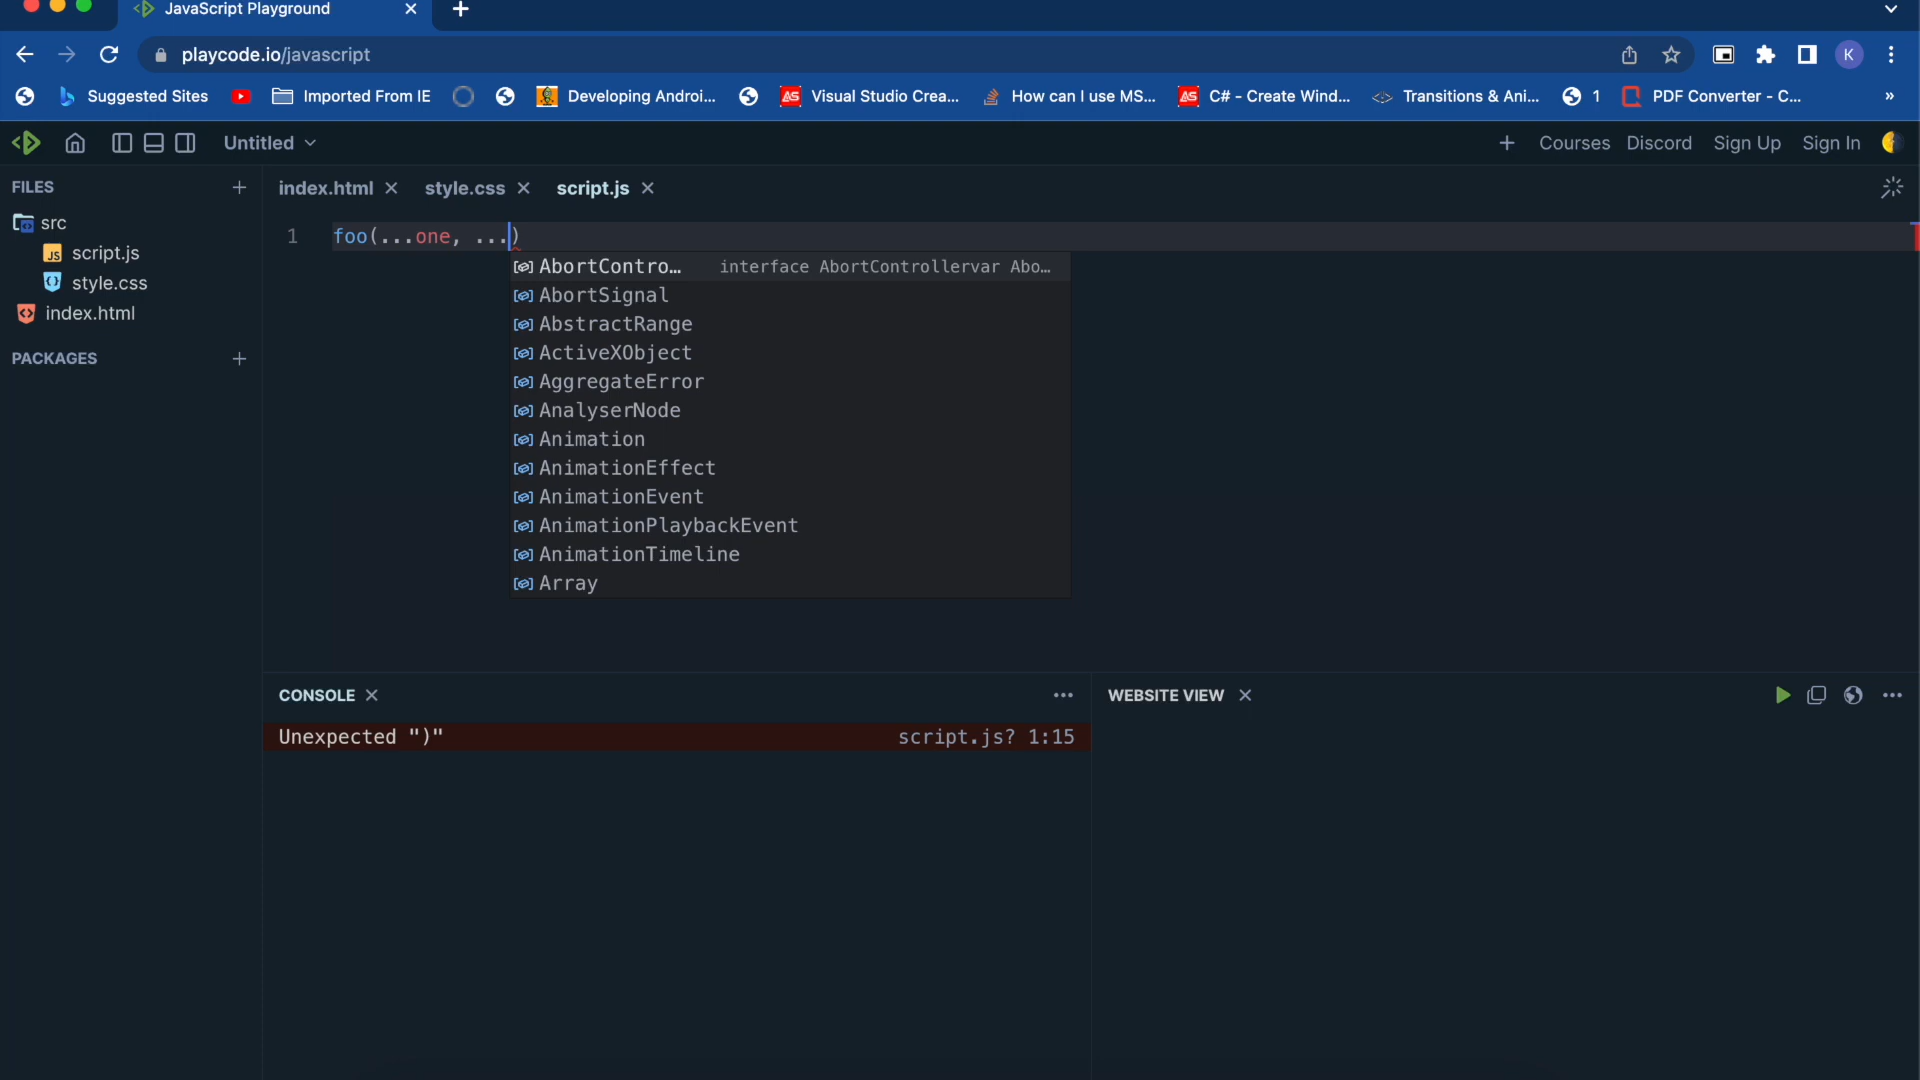 JavaScript Playground
playcode.io/javascript
K
Suggested Sites
Imported From IE
Developing Androi...
Visual Studio Crea...
How can I use MS...
C# - Create Wind...
Transitions & Ani...
1
PDF Converter - C...
»
Untitled
Courses
Discord
Sign Up
Sign In
FILES
index.html
style.css
script.js
src
script.js
style.css
index.html
PACKAGES
1 foo(...one, ...)
AbortContro… interface AbortControllervar Abo…
AbortSignal
AbstractRange
ActiveXObject
AggregateError
AnalyserNode
Animation
AnimationEffect
AnimationEvent
AnimationPlaybackEvent
AnimationTimeline
Array
CONSOLE
WEBSITE VIEW
Unexpected ")" script.js? 1:15